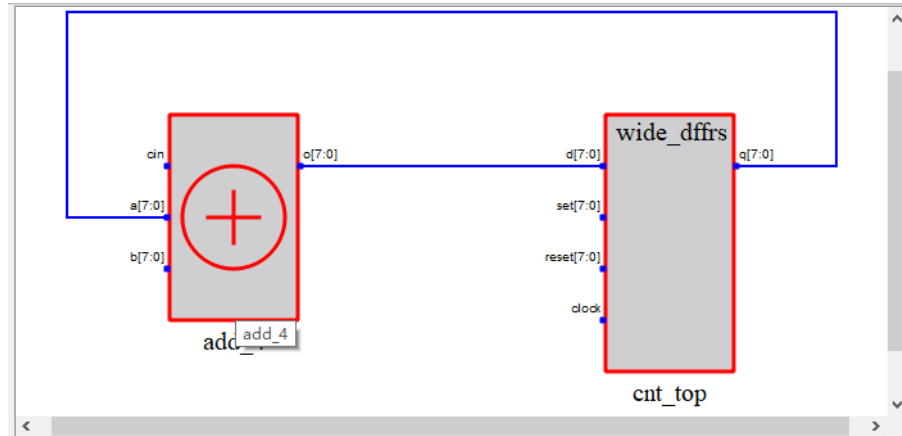 wide_dffrs
cin
o[7:0]
d[7:0]
q[7:0]
a[7:0]
set[7:0]
b[7:0]
reset[7:0]
clock
add_4
add_4
cnt_top